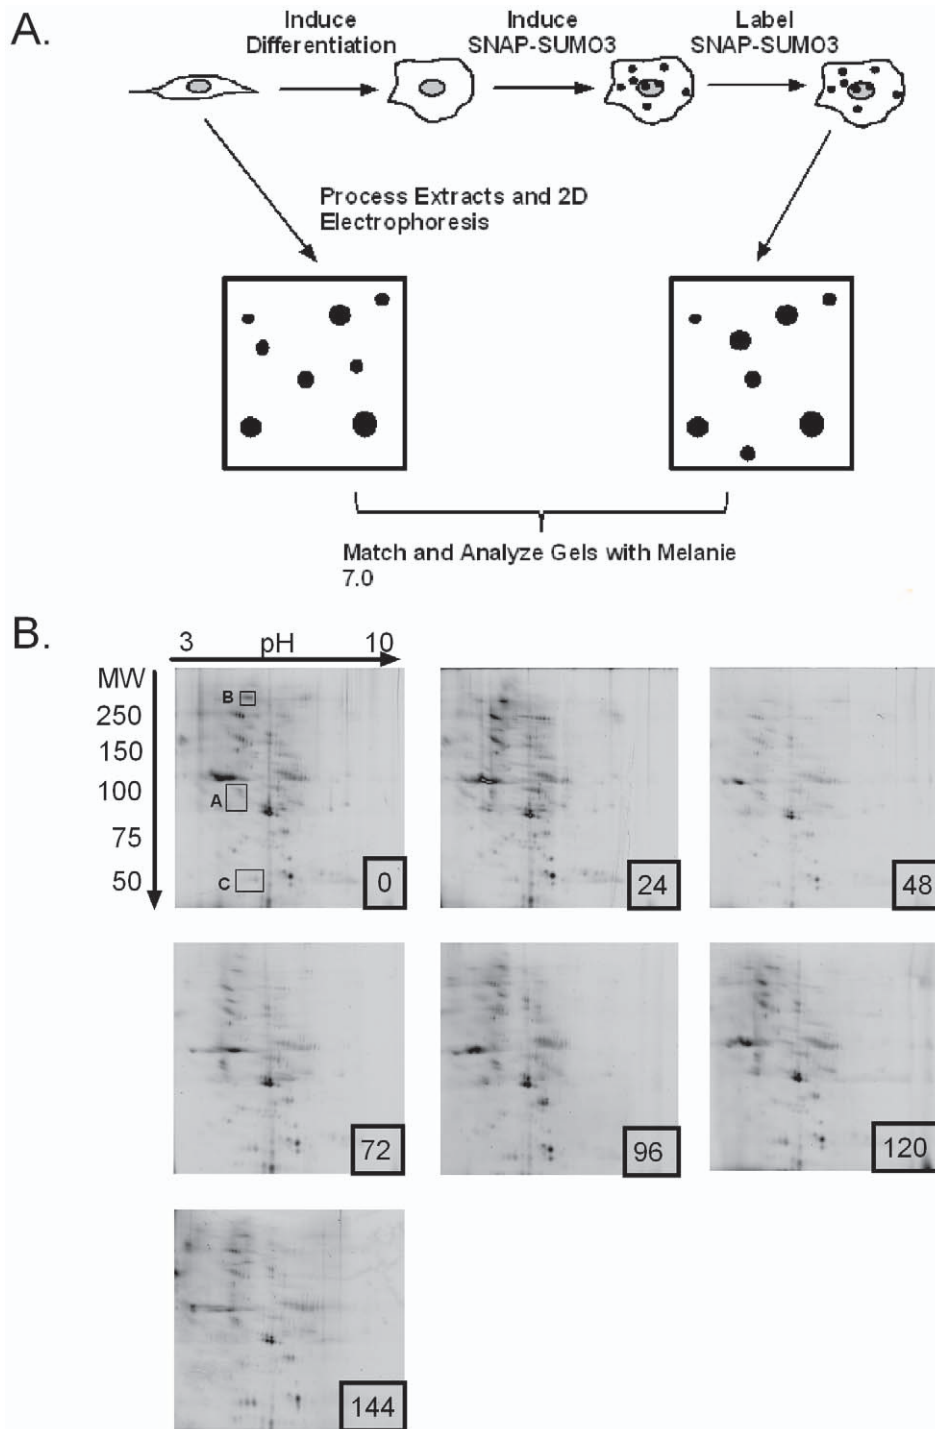 A.
Induce
Differentiation
Induce
SNAP-SUMO3
Label
SNAP-SUMO3
Process Extracts and 2D
Electrophoresis
Match and Analyze Gels with Melanie
7.0
B.
3 pH 10
MW
250
150
100
75
50
B
A
C
0
24
48
72
96
120
144